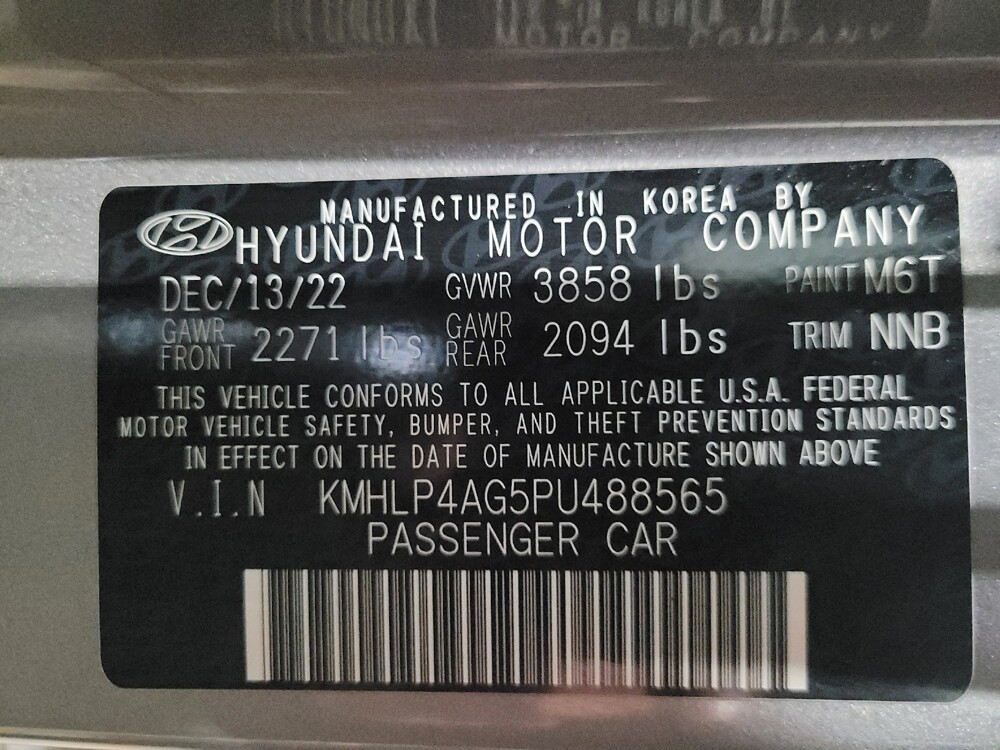 MANUFACTURED IN KOREA BY
HYUNDAI MOTOR COMPANY
DEC/13/22 GVWR 3858 lbs PAINT M6T
GAWR FRONT 2271 lbs GAWR REAR 2094 lbs TRIM NNB
THIS VEHICLE CONFORMS TO ALL APPLICABLE U.S.A. FEDERAL
MOTOR VEHICLE SAFETY, BUMPER, AND THEFT PREVENTION STANDARDS
IN EFFECT ON THE DATE OF MANUFACTURE SHOWN ABOVE
V.I.N KMHLP4AG5PU488565
PASSENGER CAR